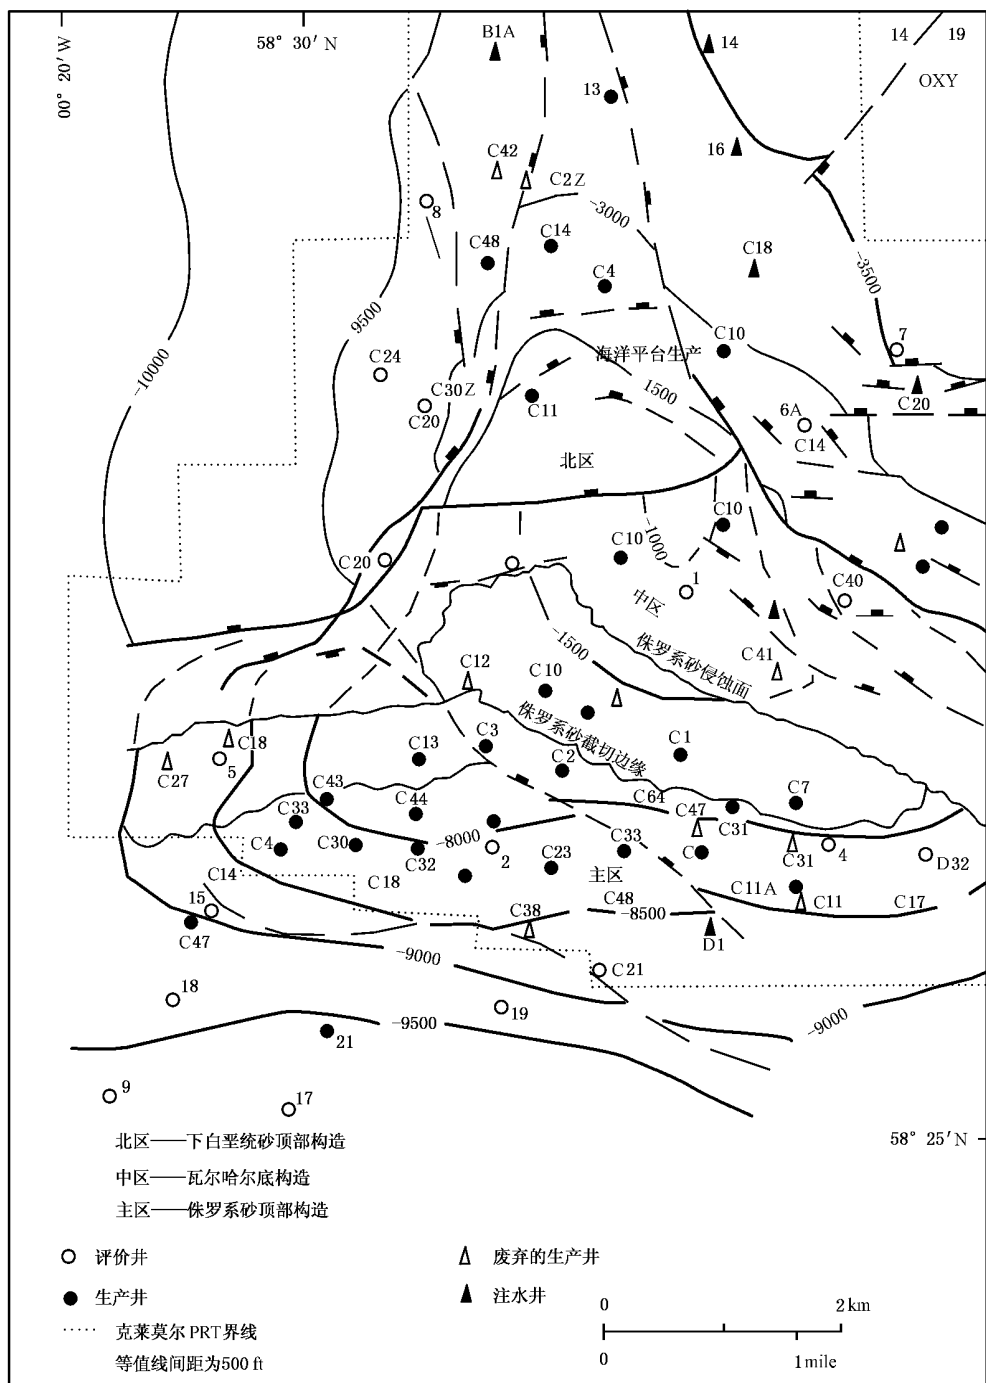 00° 20′ W
58° 30′ N
B1A
14
14 19
OXY
13
16
C42
C2 Z
8
-3000
C48
C14
C4
C18
-3500
9500
-10000
C10
7
海洋平台生产
C24
C30 Z
C20
C11
1500
6A
C14
C20
北区
C10
C10
-1000
C20
1
中区
C40
-1500
侏罗系砂侵蚀面
C41
C12
C10
侏罗系砂截切边缘
C18
C27
5
C13
C3
C2
C1
C43
C33
C44
C64
C47
C31
C7
C4
C30
C32
-8000
2
C33
C
C31
4
D32
C14
C18
C23
主区
C11A
C11
C17
15
C47
C38
C48
-8500
D1
-9000
C21
18
19
-9500
21
-9000
9
17
北区——下白垩统砂顶部构造
58° 25′ N
中区——瓦尔哈尔底构造
主区——侏罗系砂顶部构造
评价井
废弃的生产井
生产井
注水井
克莱莫尔 PRT 界线
等值线间距为500 ft
0 2 km
0 1 mile